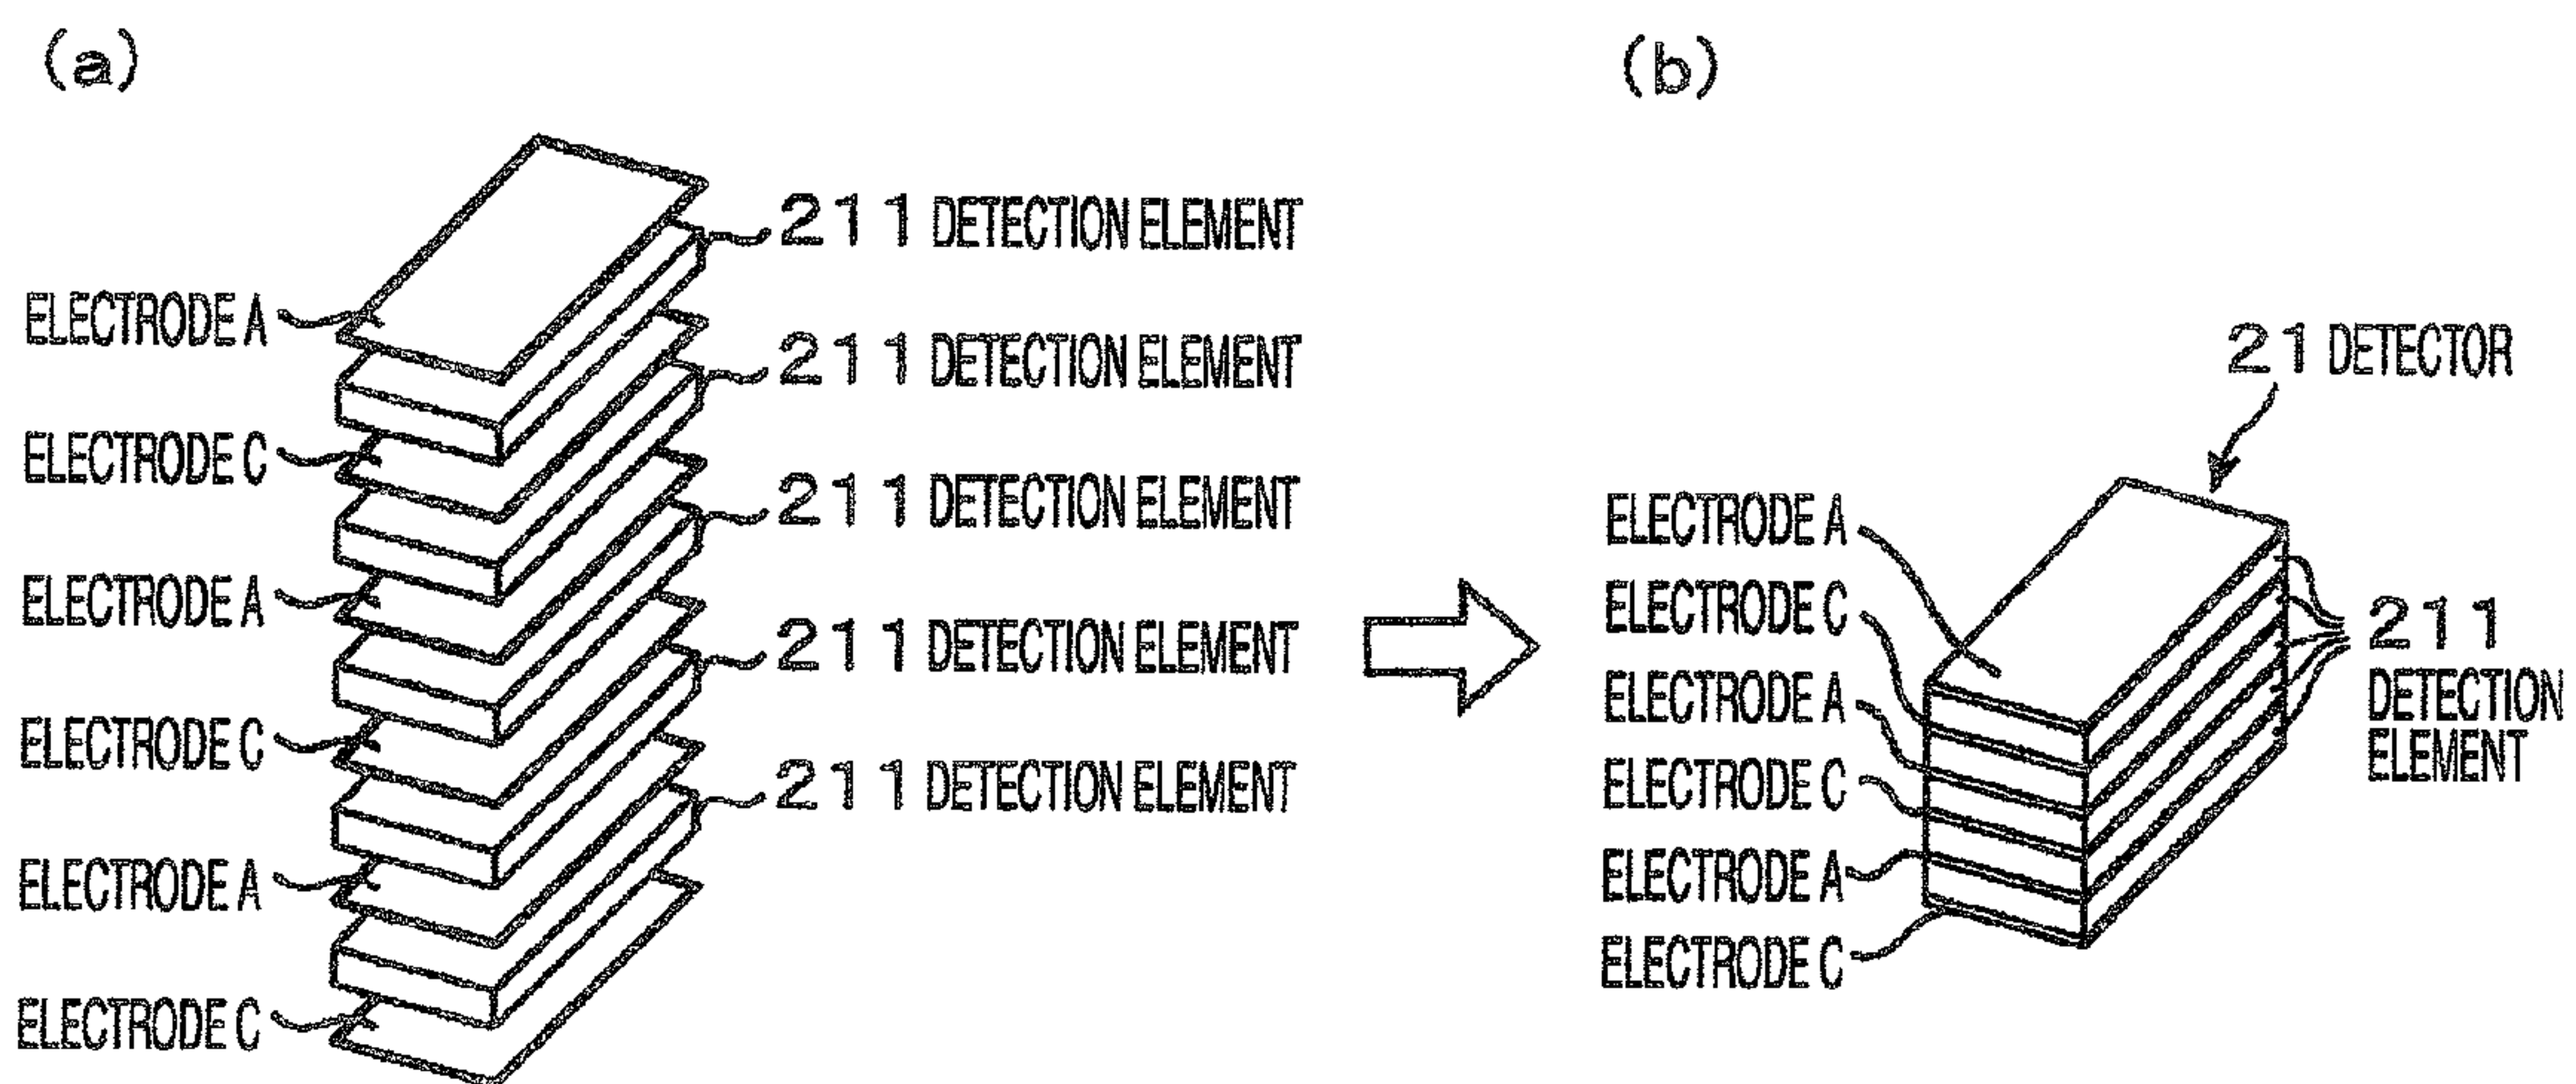 (a)
211 DETECTION ELEMENT
ELECTRODE A
211 DETECTION ELEMENT
ELECTRODE C
211 DETECTION ELEMENT
ELECTRODE A
211 DETECTION ELEMENT
ELECTRODE C
211 DETECTION ELEMENT
ELECTRODE A
ELECTRODE C
(b)
21 DETECTOR
ELECTRODE A
ELECTRODE C
ELECTRODE A
ELECTRODE C
ELECTRODE A
ELECTRODE C
211
DETECTION
ELEMENT